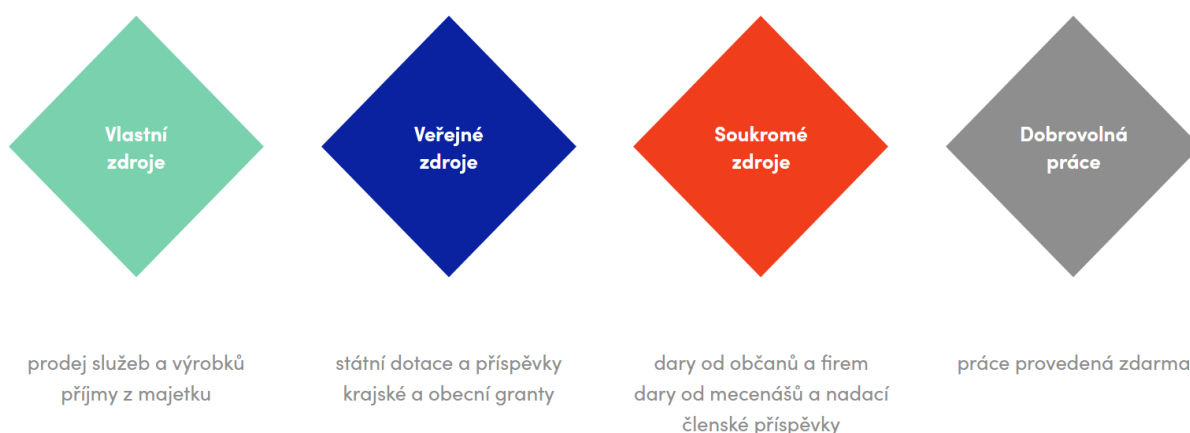 Vlastní
zdroje
Veřejné
zdroje
Soukromé
zdroje
Dobrovolná
práce
prodej služeb a výrobků
příjmy z majetku
státní dotace a příspěvky
krajské a obecní granty
dary od občanů a firem
dary od mecenášů a nadací
členské příspěvky
práce provedená zdarma